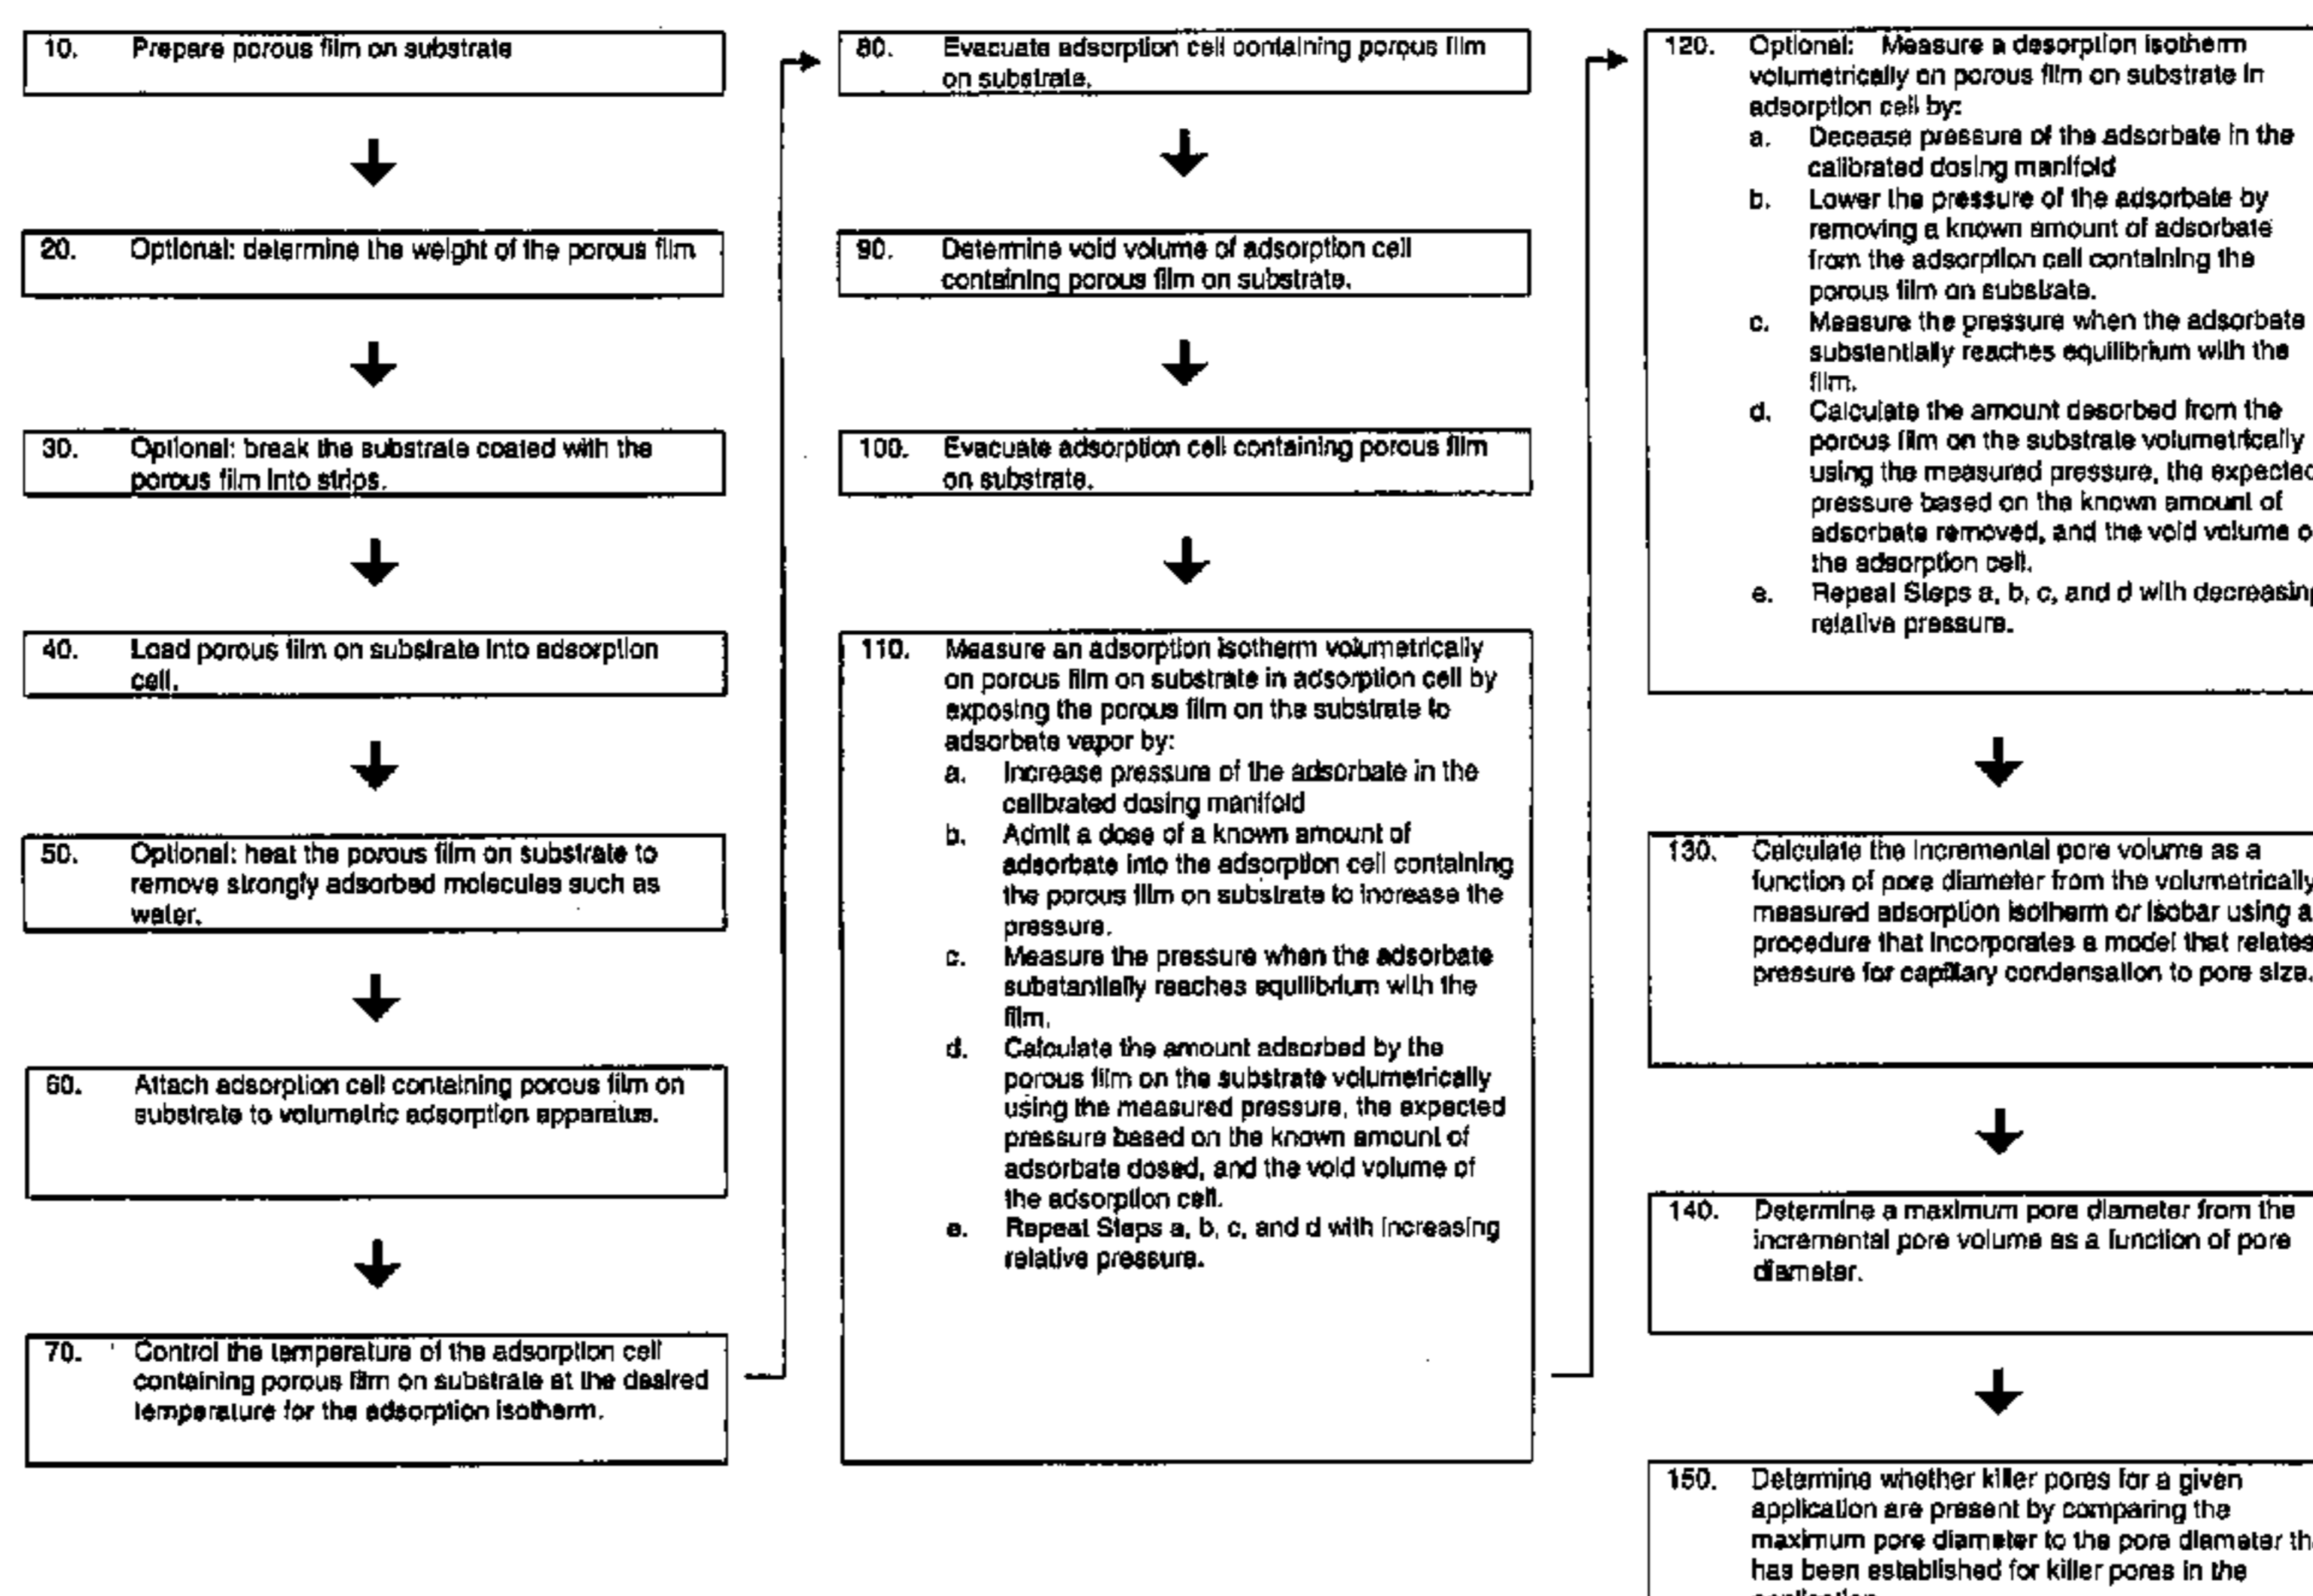 10. Prepare porous film on substrate
20. Optional: determine the weight of the porous film
30. Optional: break the substrate coated with the
porous film into strips.
40. Load porous film on substrate into adsorption
cell.
50. Optional: heat the porous film on substrate to
remove strongly adsorbed molecules such as
water.
60. Attach adsorption cell containing porous film on
substrate to volumetric adsorption apparatus.
70. Control the temperature of the adsorption cell
containing porous film on substrate at the desired
temperature for the adsorption isotherm.
80. Evacuate adsorption cell containing porous film
on substrate.
90. Determine void volume of adsorption cell
containing porous film on substrate.
100. Evacuate adsorption cell containing porous film
on substrate.
110. Measure an adsorption isotherm volumetrically
on porous film on substrate in adsorption cell by
exposing the porous film on the substrate to
adsorbate vapor by:
a. Increase pressure of the adsorbate in the
calibrated dosing manifold
b. Admit a dose of a known amount of
adsorbate into the adsorption cell containing
the porous film on substrate to increase the
pressure.
c. Measure the pressure when the adsorbate
substantially reaches equilibrium with the
film.
d. Calculate the amount adsorbed by the
porous film on the substrate volumetrically
using the measured pressure, the expected
pressure based on the known amount of
adsorbate dosed, and the void volume of
the adsorption cell.
e. Repeat Steps a, b, c, and d with increasing
relative pressure.
120. Optional: Measure a desorption isotherm
volumetrically on porous film on substrate in
adsorption cell by:
a. Decease pressure of the adsorbate in the
calibrated dosing manifold
b. Lower the pressure of the adsorbate by
removing a known amount of adsorbate
from the adsorption cell containing the
porous film on substrate.
c. Measure the pressure when the adsorbate
substantially reaches equilibrium with the
film.
d. Calculate the amount desorbed from the
porous film on the substrate volumetrically
using the measured pressure, the expected
pressure based on the known amount of
adsorbate removed, and the void volume o
the adsorption cell.
e. Repeat Steps a, b, c, and d with decreasing
relative pressure.
130. Calculate the incremental pore volume as a
function of pore diameter from the volumetrically
measured adsorption isotherm or isobar using a
procedure that incorporates a model that relates
pressure for capillary condensation to pore size.
140. Determine a maximum pore diameter from the
incremental pore volume as a function of pore
diameter.
150. Determine whether killer pores for a given
application are present by comparing the
maximum pore diameter to the pore diameter th
has been established for killer pores in the